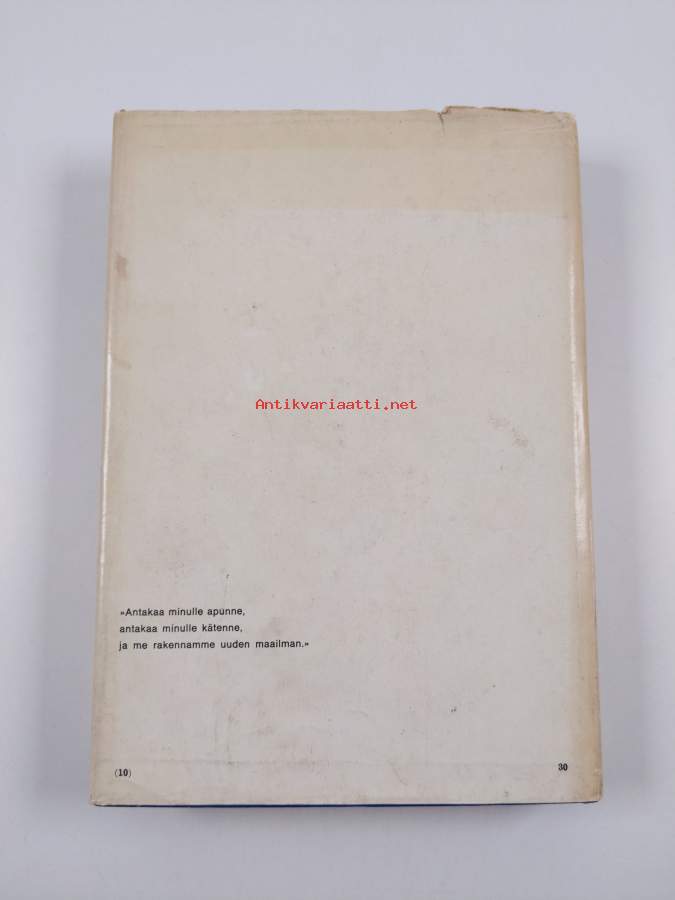 Antikvariaatti.net
»Antakaa minulle apunne,
antakaa minulle kätenne,
ja me rakennamme uuden maailman.»
(10)
30